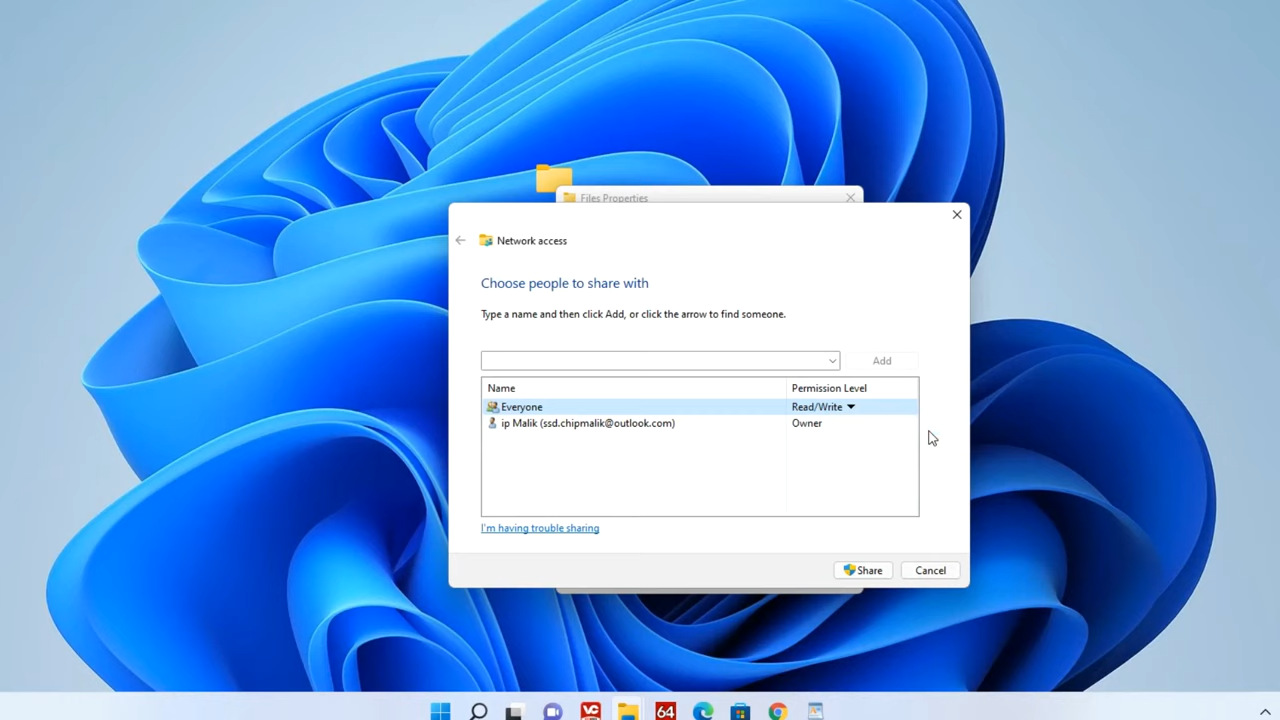 Files Properties
Network access
Choose people to share with
Type a name and then click Add, or click the arrow to find someone.
Add
Name Permission Level
Everyone Read/Write
ip Malik (ssd.chipmalik@outlook.com) Owner
I'm having trouble sharing
Share Cancel
VC 64